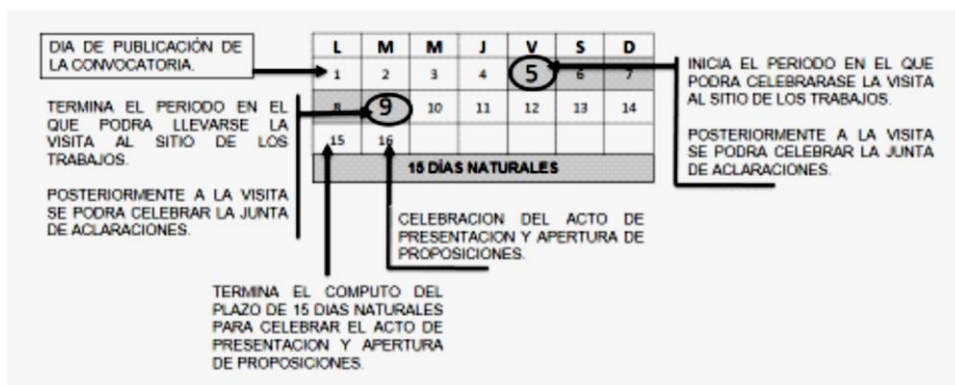 DIA DE PUBLICACIÓN DE
LA CONVOCATORIA.
L M M J V S D
1 2 3 4 5 6 7
8 9 10 11 12 13 14
15 16
15 DÍAS NATURALES
INICIA EL PERIODO EN EL
QUE PODRA CELEBRARASE LA VISITA
AL SITIO DE LOS TRABAJOS.
POSTERIORMENTE A LA VISITA
SE PODRA CELEBRAR LA JUNTA
DE ACLARACIONES.
TERMINA EL PERIODO EN EL
QUE PODRA LLEVARSE LA
VISITA AL SITIO DE LOS
TRABAJOS.
POSTERIORMENTE A LA VISITA
SE PODRA CELEBRAR LA JUNTA
DE ACLARACIONES.
CELEBRACION DEL ACTO DE
PRESENTACION Y APERTURA DE
PROPOSICIONES.
TERMINA EL COMPUTO DEL
PLAZO DE 15 DIAS NATURALES
PARA CELEBRAR EL ACTO DE
PRESENTACION Y APERTURA
DE PROPOSICIONES.